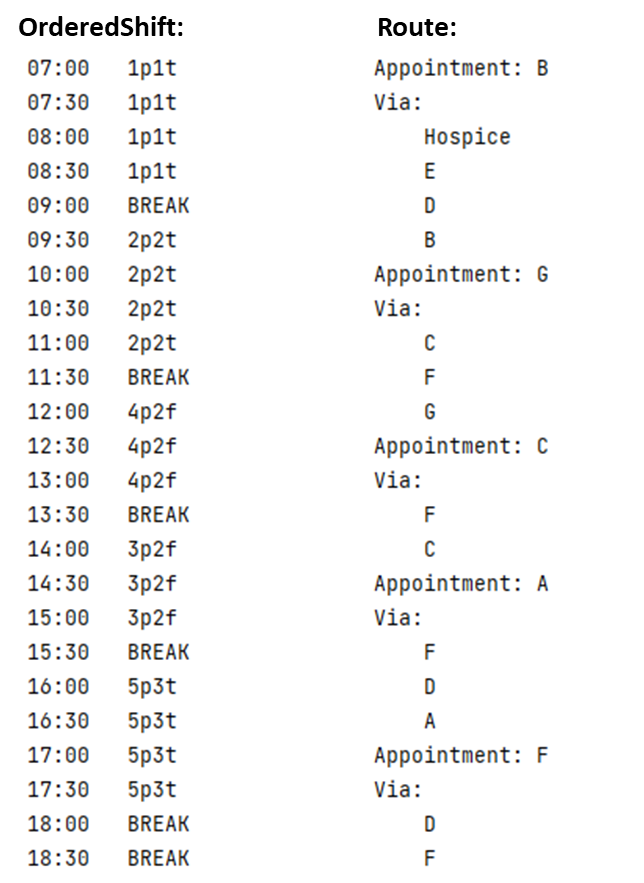 OrderedShift: Route:
07:00 1p1t Appointment: B
07:30 1p1t Via:
08:00 1p1t Hospice
08:30 1p1t E
09:00 BREAK D
09:30 2p2t B
10:00 2p2t Appointment: G
10:30 2p2t Via:
11:00 2p2t C
11:30 BREAK F
12:00 4p2f G
12:30 4p2f Appointment: C
13:00 4p2f Via:
13:30 BREAK F
14:00 3p2f C
14:30 3p2f Appointment: A
15:00 3p2f Via:
15:30 BREAK F
16:00 5p3t D
16:30 5p3t A
17:00 5p3t Appointment: F
17:30 5p3t Via:
18:00 BREAK D
18:30 BREAK F